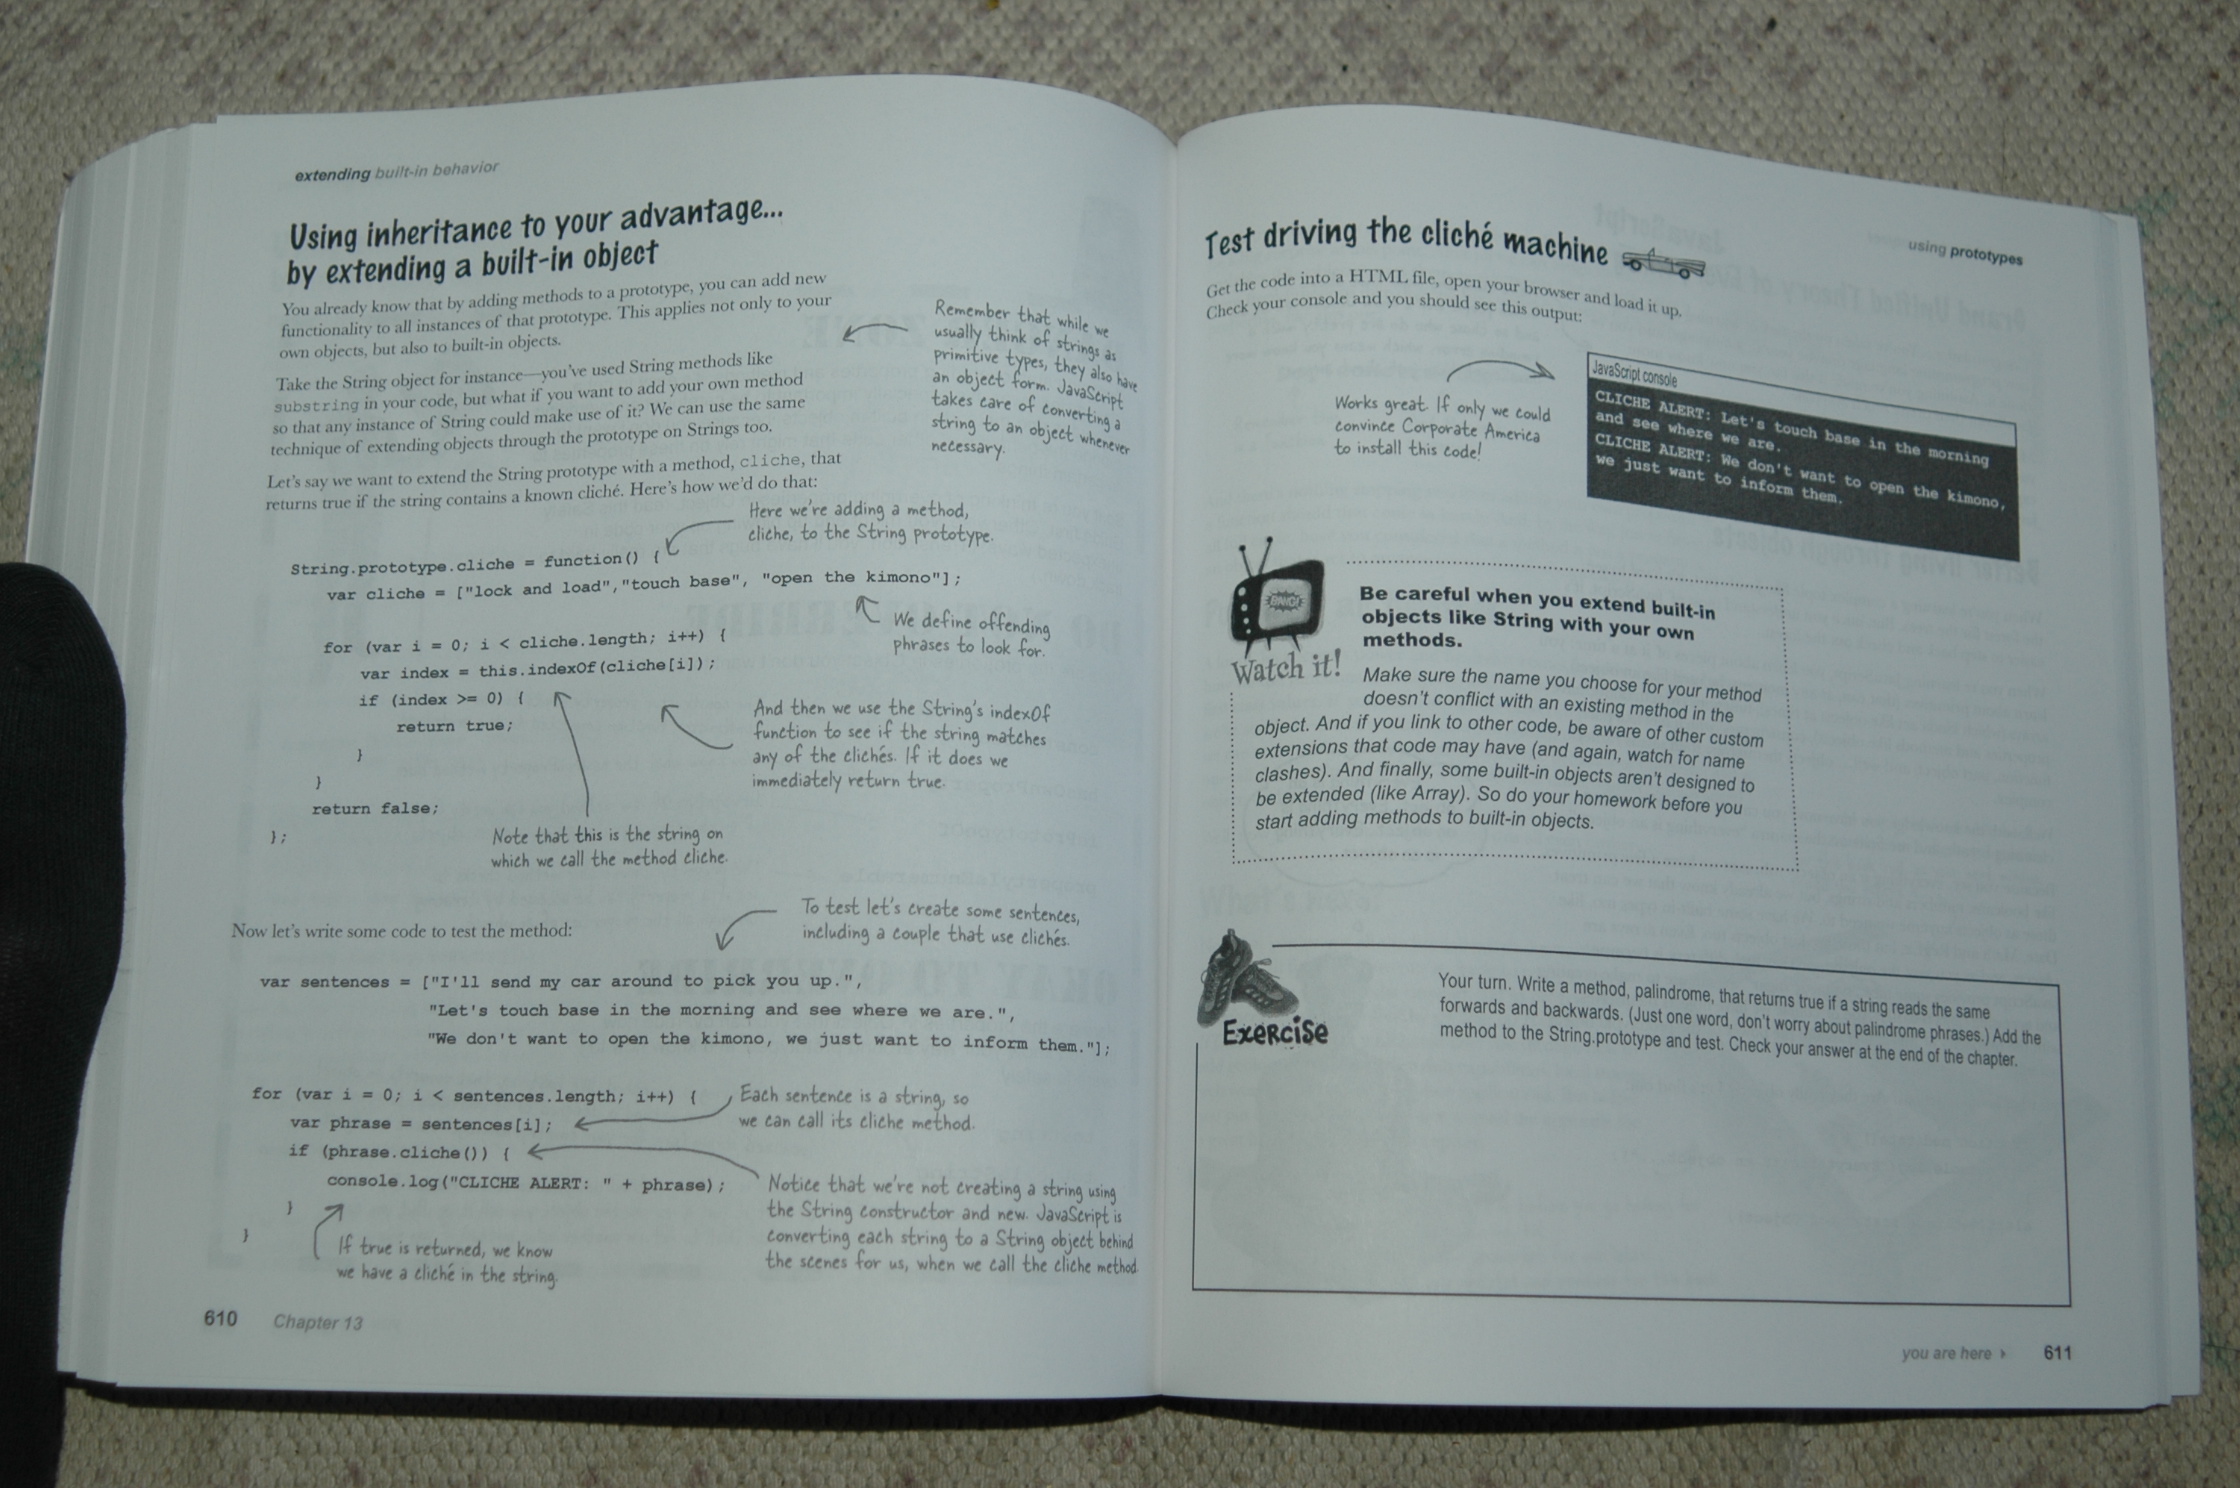 extending built-in behavior
Using inheritance to your advantage...
by extending a built-in object
You already know that by adding methods to a prototype, you can add new
functionality to all instances of that prototype. This applies not only to your
own objects, but also to built-in objects.
Take the String object for instance—you've used String methods like
substring in your code, but what if you want to add your own method
so that any instance of String could make use of it? We can use the same
technique of extending objects through the prototype on Strings too.
Let's say we want to extend the String prototype with a method, cliche, that
returns true if the string contains a known cliché. Here's how we'd do that:
Remember that while we
usually think of strings as
primitive types, they also have
an object form. JavaScript
takes care of converting a
string to an object whenever
necessary.
Here we're adding a method,
cliche, to the String prototype.
String.prototype.cliche = function() {
var cliche = ["lock and load","touch base", "open the kimono"];
We define offending
phrases to look for.
for (var i = 0; i < cliche.length; i++) {
var index = this.indexOf(cliche[i]);
if (index >= 0) {
return true;
}
}
return false;
};
And then we use the String's indexOf
function to see if the string matches
any of the clichés. If it does we
immediately return true.
Note that this is the string on
which we call the method cliche.
Now let's write some code to test the method:
To test let's create some sentences,
including a couple that use clichés.
var sentences = ["I'll send my car around to pick you up.",
"Let's touch base in the morning and see where we are.",
"We don't want to open the kimono, we just want to inform them."];
for (var i = 0; i < sentences.length; i++) {
var phrase = sentences[i];
if (phrase.cliche()) {
console.log("CLICHE ALERT: " + phrase);
}
}
Each sentence is a string, so
we can call its cliche method.
Notice that we're not creating a string using
the String constructor and new. JavaScript is
converting each string to a String object behind
the scenes for us, when we call the cliche method
If true is returned, we know
we have a cliché in the string.
610 Chapter 13
using prototypes
Test driving the cliché machine
Get the code into a HTML file, open your browser and load it up.
Check your console and you should see this output:
Works great. If only we could
convince Corporate America
to install this code!
JavaScript console
CLICHE ALERT: Let's touch base in the morning
and see where we are.
CLICHE ALERT: We don't want to open the kimono,
we just want to inform them.
BANG!
Watch it!
Be careful when you extend built-in
objects like String with your own
methods.
Make sure the name you choose for your method
doesn't conflict with an existing method in the
object. And if you link to other code, be aware of other custom
extensions that code may have (and again, watch for name
clashes). And finally, some built-in objects aren't designed to
be extended (like Array). So do your homework before you
start adding methods to built-in objects.
Exercise
Your turn. Write a method, palindrome, that returns true if a string reads the same
forwards and backwards. (Just one word, don't worry about palindrome phrases.) Add the
method to the String.prototype and test. Check your answer at the end of the chapter.
you are here ▸ 611